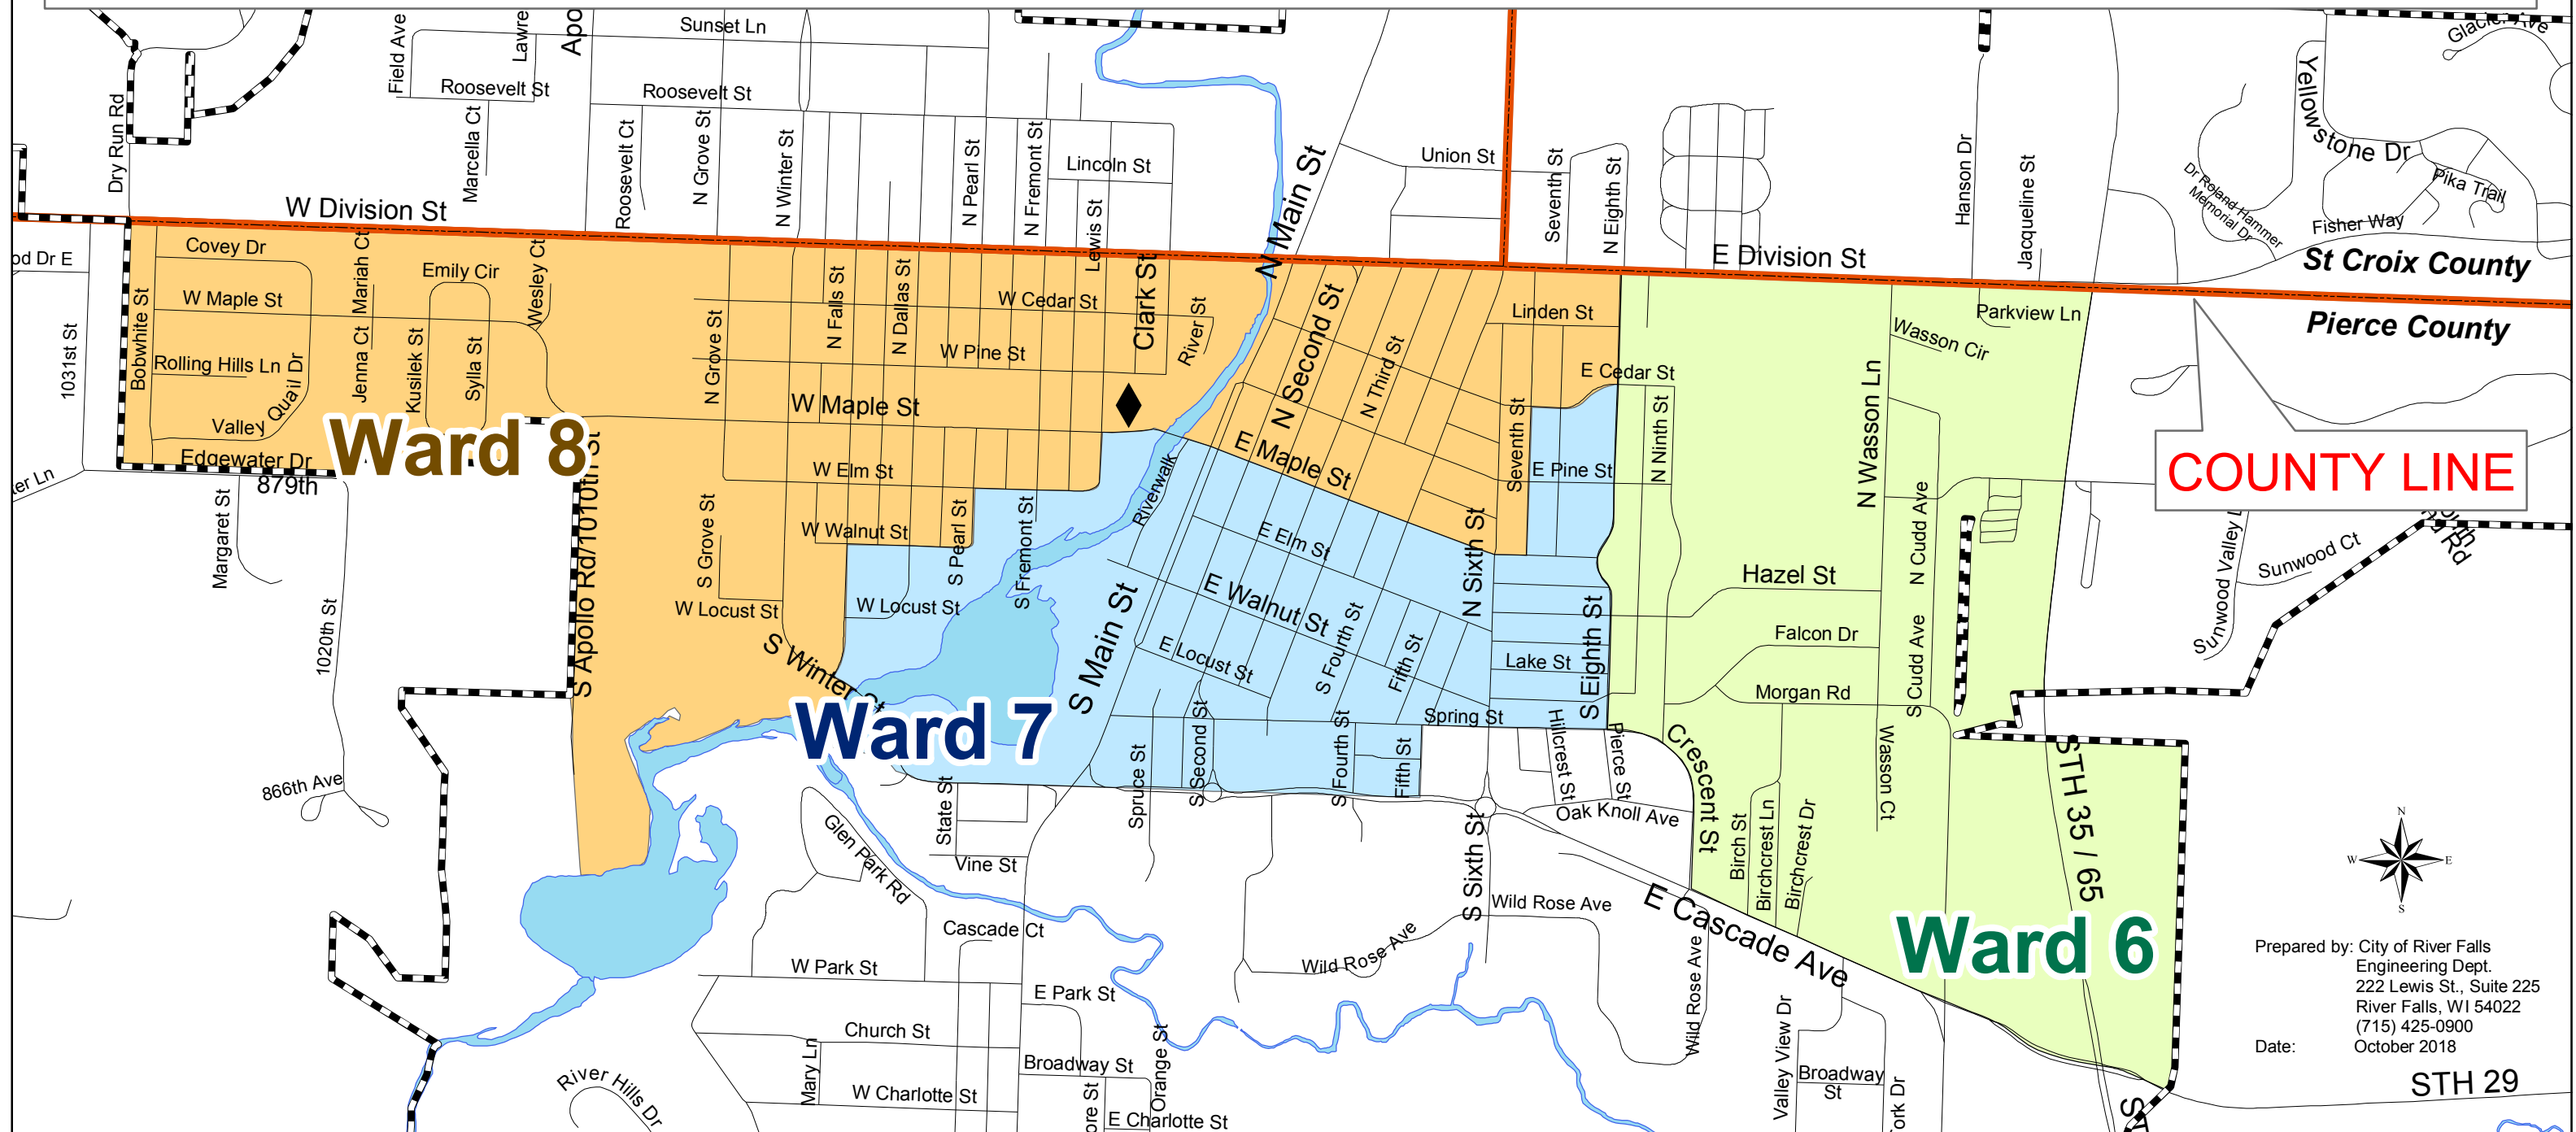 Sunset Ln
Field Ave
Lawre
Apo
Glacier Ave
Roosevelt St
Roosevelt St
Dry Run Rd
Marcella Ct
Roosevelt Ct
N Grove St
N Winter St
N Pearl St
N Fremont St
Lincoln St
Lewis St
N Main St
Union St
Seventh St
N Eighth St
Hanson Dr
Jacqueline St
Yellowstone Dr
Pika Trail
Dr Roland Hammer
Memorial Dr
Fisher Way
W Division St
E Division St
St Croix County
Pierce County
COUNTY LINE
od Dr E
Covey Dr
Mariah Ct
Emily Cir
Wesley Ct
W Maple St
Bobwhite St
1031st St
Rolling Hills Ln
Quail Dr
Jenna Ct
Kusilek St
Sylla St
Valley
Edgewater Dr
879th
ter Ln
Ward 8
N Grove St
N Falls St
N Dallas St
W Cedar St
Clark St
River St
W Pine St
W Maple St
N Second St
N Third St
Linden St
E Cedar St
Seventh St
E Pine St
N Ninth St
E Maple St
Parkview Ln
Wasson Cir
N Wasson Ln
N Cudd Ave
W Elm St
W Walnut St
S Pearl St
S Fremont St
Riverwalk
E Elm St
N Sixth St
Hazel St
Sunwood Ct
Sunwood Valley
Margaret St
1020th St
S Apollo Rd/1010th St
S Grove St
W Locust St
W Locust St
S Winter St
E Walnut St
E Locust St
S Main St
S Fourth St
Fifth St
Lake St
S Eighth St
Falcon Dr
Morgan Rd
S Cudd Ave
Ward 7
Spring St
Spruce St
S Second St
S Fourth St
Fifth St
Hillcrest St
Pierce St
Crescent St
Wasson Ct
STH 35 / 65
866th Ave
State St
Oak Knoll Ave
Birch St
Birchcrest Ln
Birchcrest Dr
Glen Park Rd
Vine St
S Sixth St
Wild Rose Ave
Wild Rose Ave
Wild Rose Ave
E Cascade Ave
Ward 6
N
W
E
S
Cascade Ct
W Park St
E Park St
Church St
Mary Ln
Broadway St
Orange St
W Charlotte St
E Charlotte St
ore St
River Hills Dr
Valley View Dr
Broadway
St
ork Dr
STH 29
ST
Prepared by: City of River Falls
Engineering Dept.
222 Lewis St., Suite 225
River Falls, WI 54022
(715) 425-0900
Date: October 2018